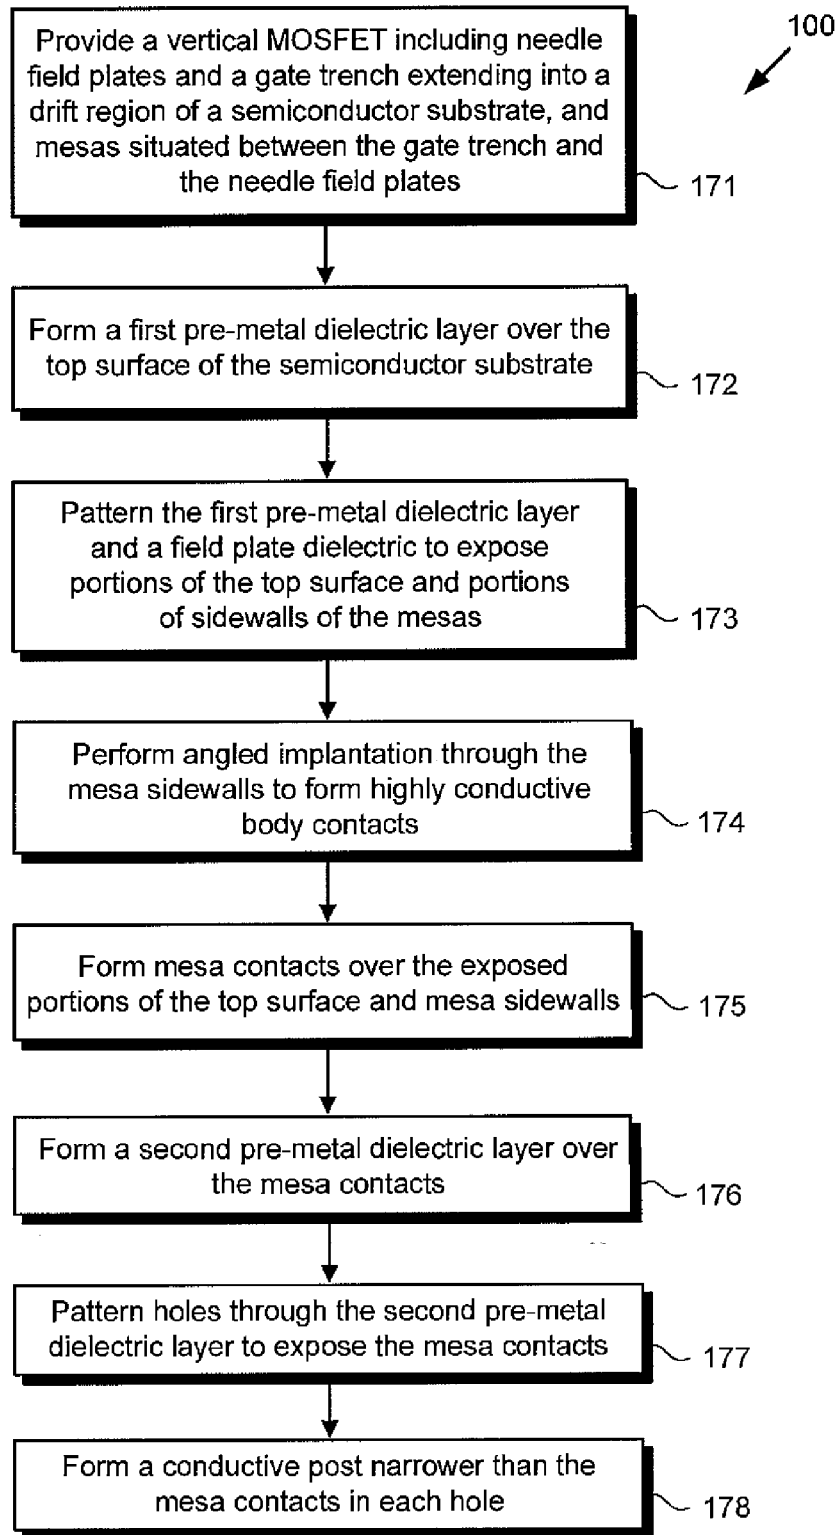 100
Provide a vertical MOSFET including needle
field plates and a gate trench extending into a
drift region of a semiconductor substrate, and
mesas situated between the gate trench and
the needle field plates
171
Form a first pre-metal dielectric layer over the
top surface of the semiconductor substrate
172
Pattern the first pre-metal dielectric layer
and a field plate dielectric to expose
portions of the top surface and portions
of sidewalls of the mesas
173
Perform angled implantation through the
mesa sidewalls to form highly conductive
body contacts
174
Form mesa contacts over the exposed
portions of the top surface and mesa sidewalls
175
Form a second pre-metal dielectric layer over
the mesa contacts
176
Pattern holes through the second pre-metal
dielectric layer to expose the mesa contacts
177
Form a conductive post narrower than the
mesa contacts in each hole
178